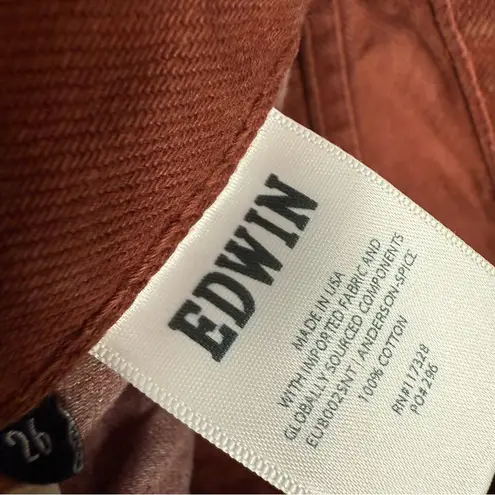 EDWIN
MADE IN USA
WITH IMPORTED FABRIC AND
GLOBALLY SOURCED COMPONENTS
EUB0025NT . ANDERSON-SPICE
100% COTTON
RN#117328
PO# 296
26